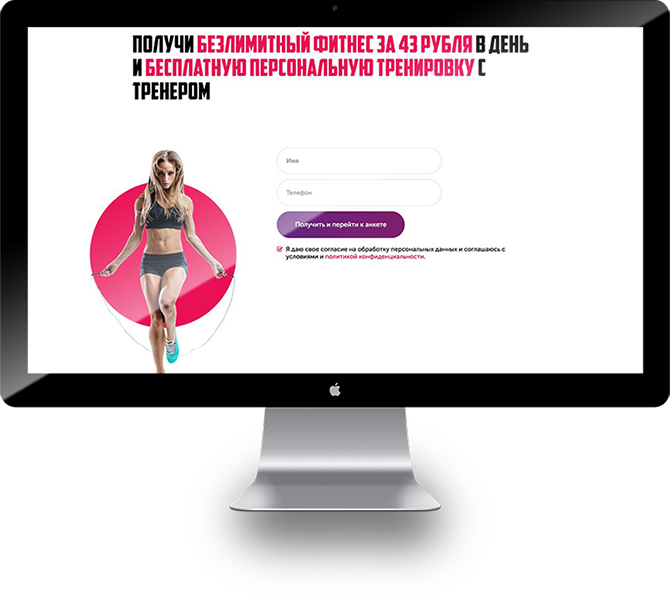 ПОЛУЧИ БЕЗЛИМИТНЫЙ ФИТНЕС ЗА 43 РУБЛЯ В ДЕНЬ
И БЕСПЛАТНУЮ ПЕРСОНАЛЬНУЮ ТРЕНИРОВКУ С
ТРЕНЕРОМ
Имя
Телефон
Получить и перейти к анкете
Я даю свое согласие на обработку персональных данных и соглашаюсь с
условиями и политикой конфиденциальности.